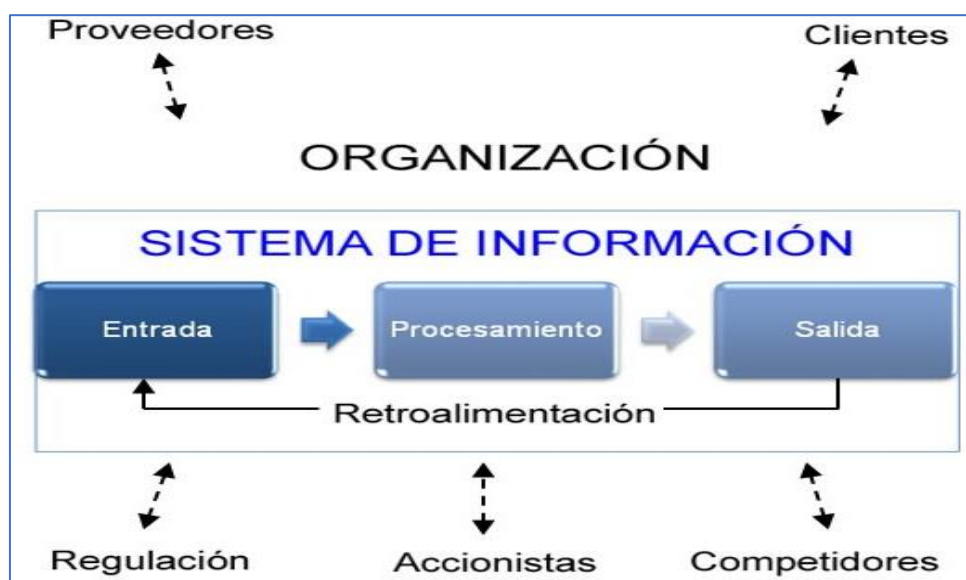 Proveedores
Clientes
ORGANIZACIÓN
SISTEMA DE INFORMACIÓN
Entrada
Procesamiento
Salida
Retroalimentación
Regulación
Accionistas
Competidores